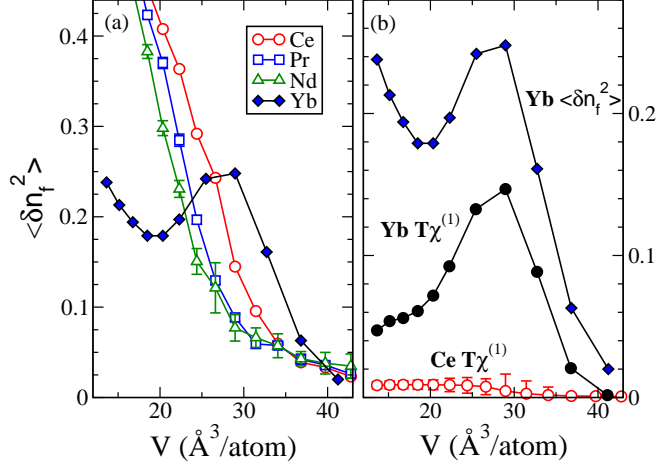 (a)
Ce
Pr
Nd
Yb
0.4
0.3
0.2
0.1
0
<δn_f^2>
20 30 40
V (Å^3/atom)
(b)
Yb <δn_f^2>
Yb Tχ^(1)
Ce Tχ^(1)
0.2
0.1
0
20 30 40
V (Å^3/atom)